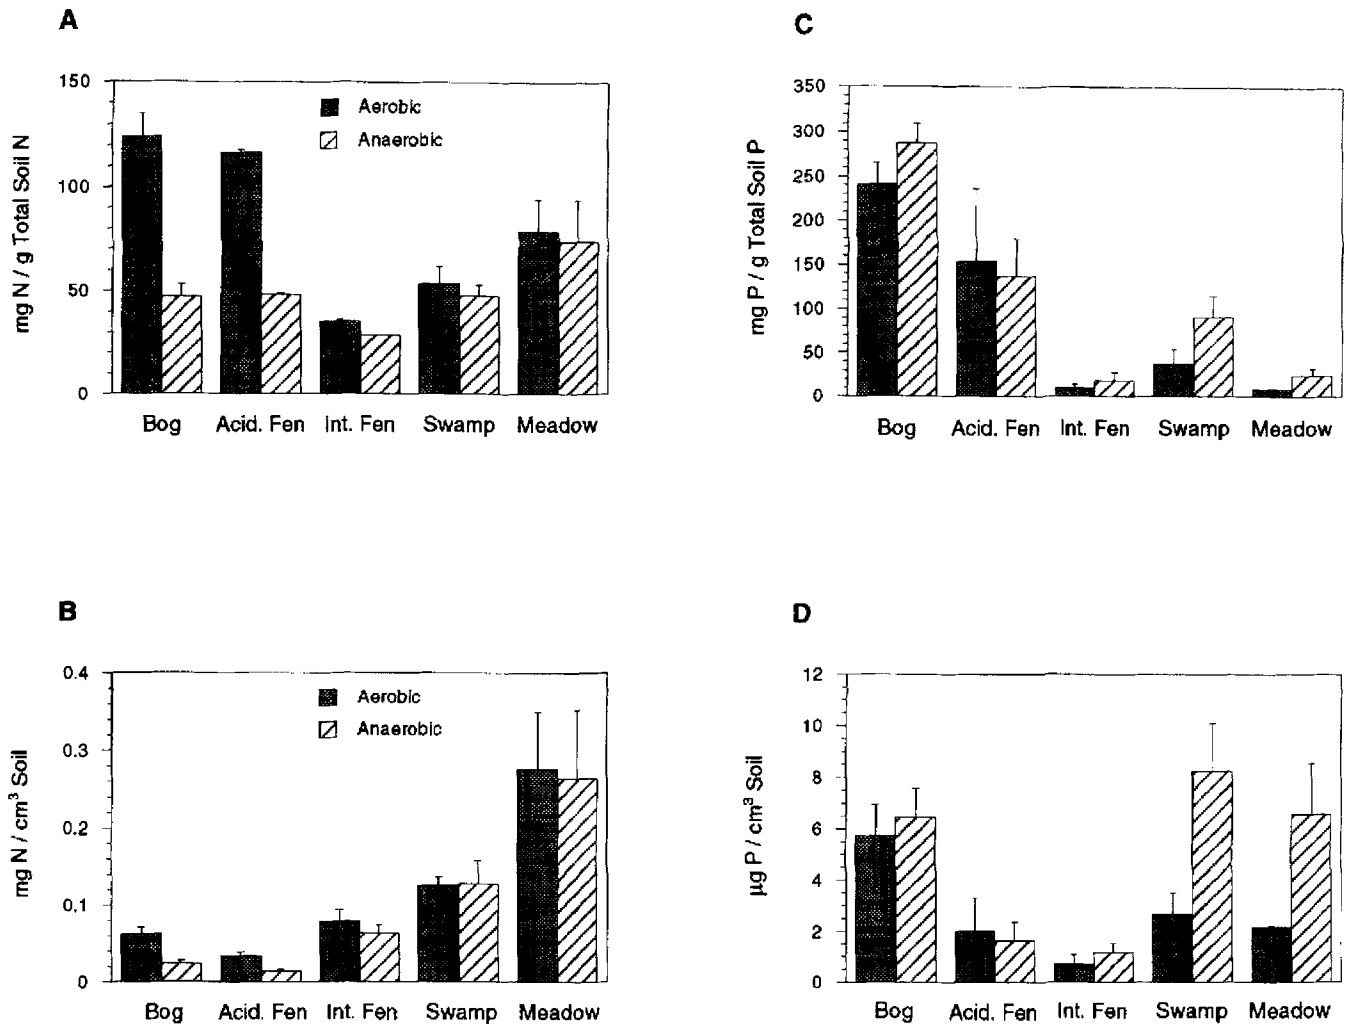 A
mg N / g Total Soil N
150
100
50
0
Aerobic
Anaerobic
Bog Acid. Fen Int. Fen Swamp Meadow
C
mg P / g Total Soil P
350
300
250
200
150
100
50
0
Bog Acid. Fen Int. Fen Swamp Meadow
B
mg N / cm³ Soil
0.4
0.3
0.2
0.1
0
Aerobic
Anaerobic
Bog Acid. Fen Int. Fen Swamp Meadow
D
µg P / cm³ Soil
12
10
8
6
4
2
0
Bog Acid. Fen Int. Fen Swamp Meadow